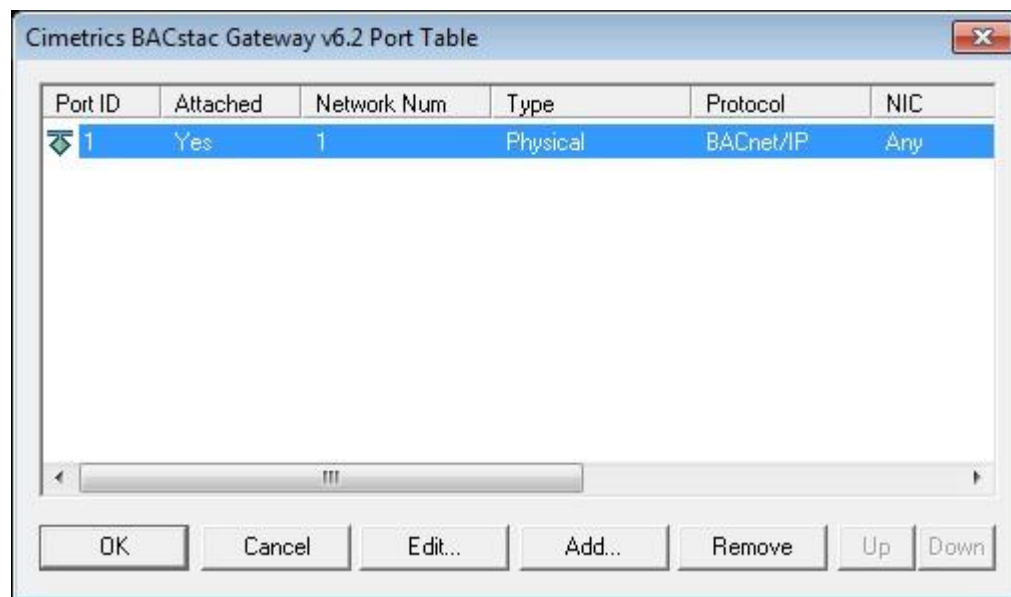 Cimetrics BACstac Gateway v6.2 Port Table
Port ID Attached Network Num Type Protocol NIC
1 Yes 1 Physical BACnet/IP Any
OK Cancel Edit... Add... Remove Up Down